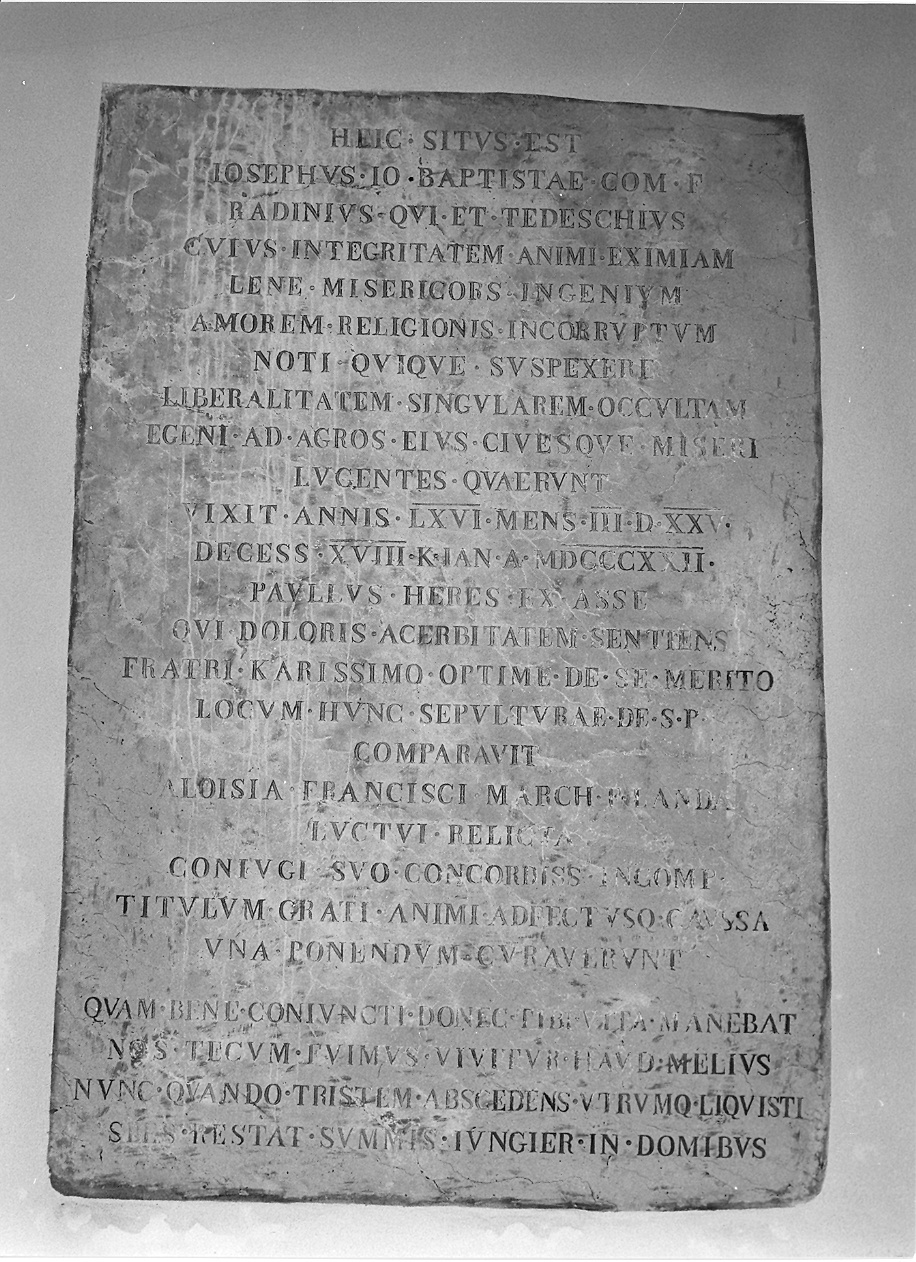 HEIC · SITVS · EST
IOSEPHVS · IO · BAPTISTAE · COM · F
RADINIVS · QVI · ET · TEDESCHIVS
CVIVS · INTEGRITATEM · ANIMI · EXIMIAM
LENE · MISERICORS · INGENIVM
AMOREM · RELIGIONIS · INCORRVPTVM
NOTI · QVIQVE · SVSPEXERE
LIBERALITATEM · SINGVLAREM · OCCVLTAM
EGENI · AD · AGROS · EIVS · CIVESQVE · MISERI
LVGENTES · QVAERVNT
VIXIT · ANNIS · LXVI · MENS · III · D · XXV ·
DECESS · XVIII · K · IAN · A · MDCCCXXII ·
PAVLLVS · HERES · EX · ASSE
QVI · DOLORIS · ACERBITATEM · SENTIENS
FRATRI · KARISSIMO · OPTIME · DE · SE · MERITO
LOCVM · HVNC · SEPVLTVRAE · DE · S · P
COMPARAVIT
ALOISIA · FRANCISCI · MARCH ·
LVCTVI · RELICTA
CONIVGI · SVO · CONCORDISS · INCOMP ·
TITVLVM · GRATI · ANIMI · ADFECTVSQ · CAVSSA
VNA · PONENDVM · CVRAVERVNT
QVAM · BENE · CONIVNCTI · DONEC · TIBI · VITA · MANEBAT
NOS · TECVM · FVIMVS · VIVITVR · HAVD · MELIVS
NVNC · QVANDO · TRISTEM · ABSCEDENS · VTRVMQ · LIQVISTI
SPES · RESTAT · SVMMIS · IVNGIER · IN · DOMIBVS